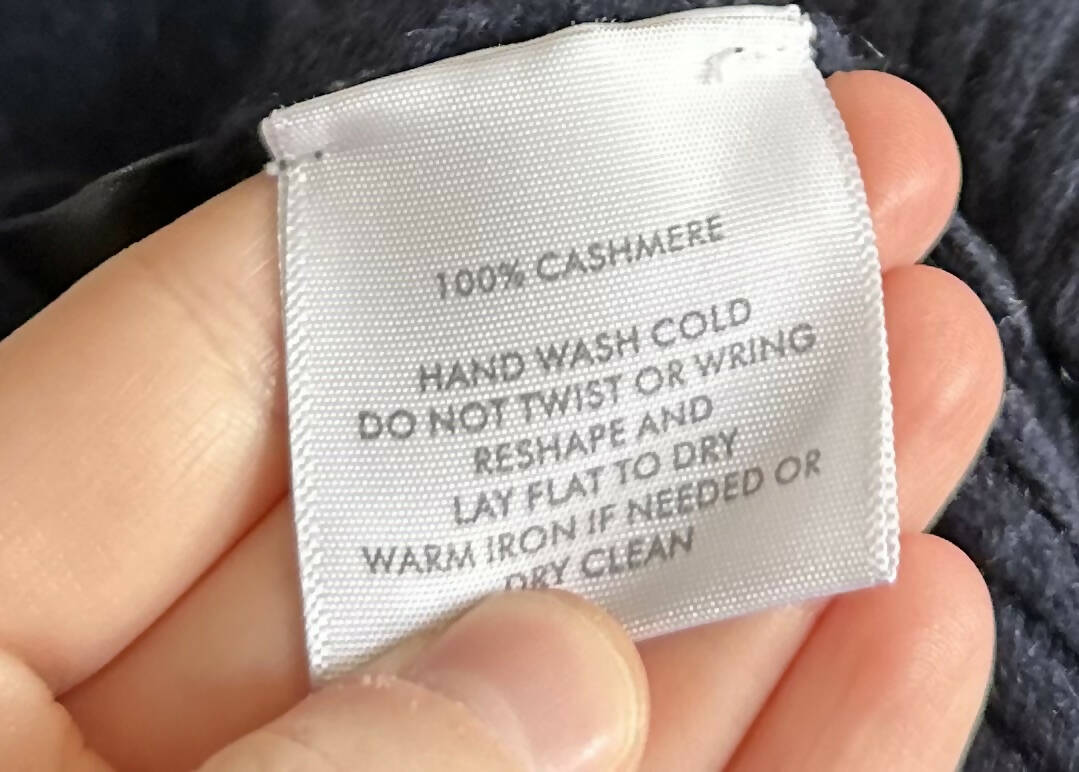 100% CASHMERE
HAND WASH COLD
DO NOT TWIST OR WRING
RESHAPE AND
LAY FLAT TO DRY
WARM IRON IF NEEDED OR
DRY CLEAN